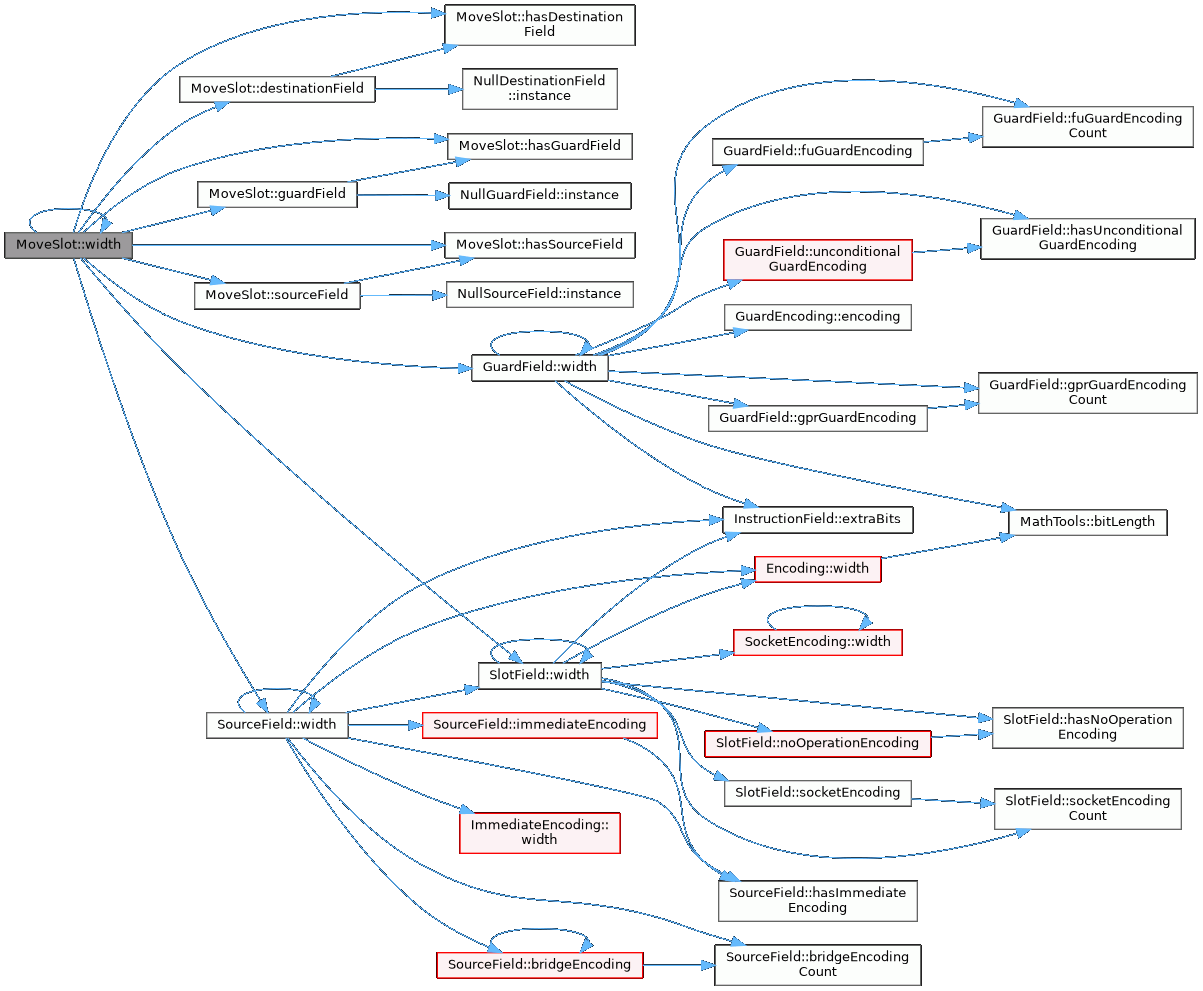 MoveSlot::hasDestination
Field
MoveSlot::destinationField
NullDestinationField
::instance
GuardField::fuGuardEncoding
Count
MoveSlot::hasGuardField
GuardField::fuGuardEncoding
MoveSlot::guardField
NullGuardField::instance
MoveSlot::width
MoveSlot::hasSourceField
GuardField::hasUnconditional
GuardEncoding
GuardField::unconditional
GuardEncoding
MoveSlot::sourceField
NullSourceField::instance
GuardEncoding::encoding
GuardField::width
GuardField::gprGuardEncoding
Count
GuardField::gprGuardEncoding
InstructionField::extraBits
MathTools::bitLength
Encoding::width
SocketEncoding::width
SlotField::width
SourceField::width
SourceField::immediateEncoding
SlotField::hasNoOperation
Encoding
SlotField::noOperationEncoding
SlotField::socketEncoding
SlotField::socketEncoding
Count
ImmediateEncoding::
width
SourceField::hasImmediate
Encoding
SourceField::bridgeEncoding
SourceField::bridgeEncoding
Count